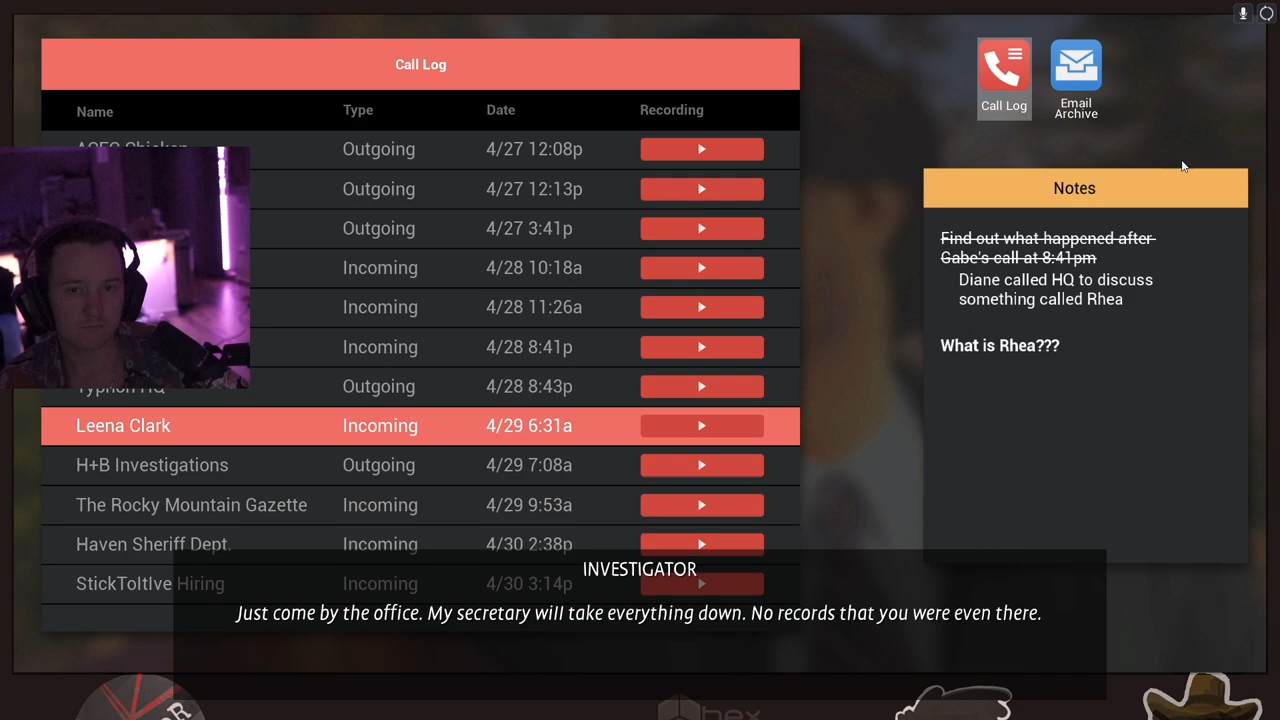 Call Log
Name Type Date Recording
Outgoing 4/27 12:08p
Outgoing 4/27 12:13p
Outgoing 4/27 3:41p
Incoming 4/28 10:18a
Incoming 4/28 11:26a
Incoming 4/28 8:41p
Typhon HQ Outgoing 4/28 8:43p
Leena Clark Incoming 4/29 6:31a
H+B Investigations Outgoing 4/29 7:08a
The Rocky Mountain Gazette Incoming 4/29 9:53a
Haven Sheriff Dept. Incoming 4/30 2:38p
StickToItIve Hiring Incoming 4/30 3:14p
Call Log
Email
Archive
Notes
Find out what happened after
Gabe's call at 8:41pm
Diane called HQ to discuss
something called Rhea
What is Rhea???
INVESTIGATOR
Just come by the office. My secretary will take everything down. No records that you were even there.
hex